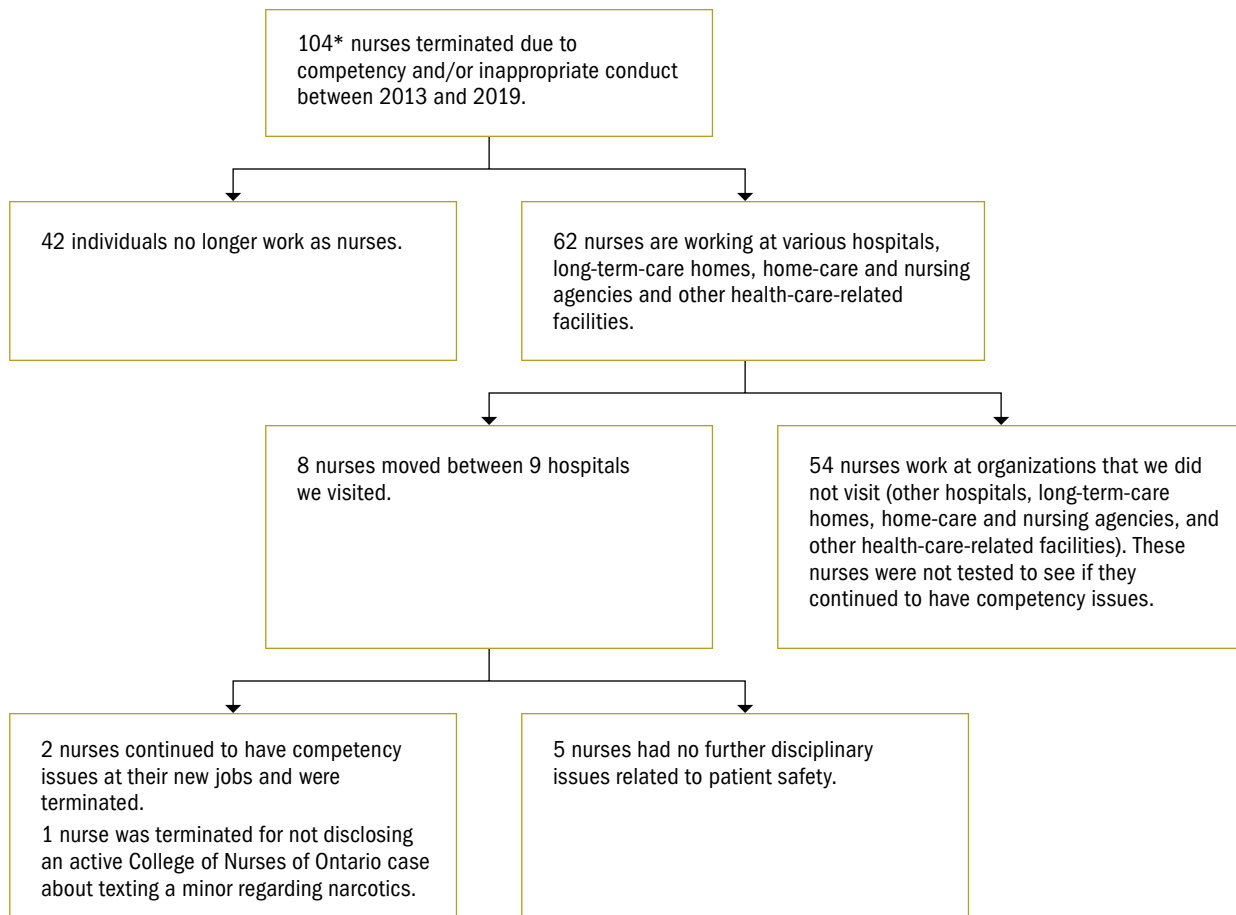 104* nurses terminated due to
competency and/or inappropriate conduct
between 2013 and 2019.
42 individuals no longer work as nurses.
62 nurses are working at various hospitals,
long-term-care homes, home-care and nursing
agencies and other health-care-related
facilities.
8 nurses moved between 9 hospitals
we visited.
54 nurses work at organizations that we did
not visit (other hospitals, long-term-care
homes, home-care and nursing agencies, and
other health-care-related facilities). These
nurses were not tested to see if they
continued to have competency issues.
2 nurses continued to have competency
issues at their new jobs and were
terminated.
1 nurse was terminated for not disclosing
an active College of Nurses of Ontario case
about texting a minor regarding narcotics.
5 nurses had no further disciplinary
issues related to patient safety.